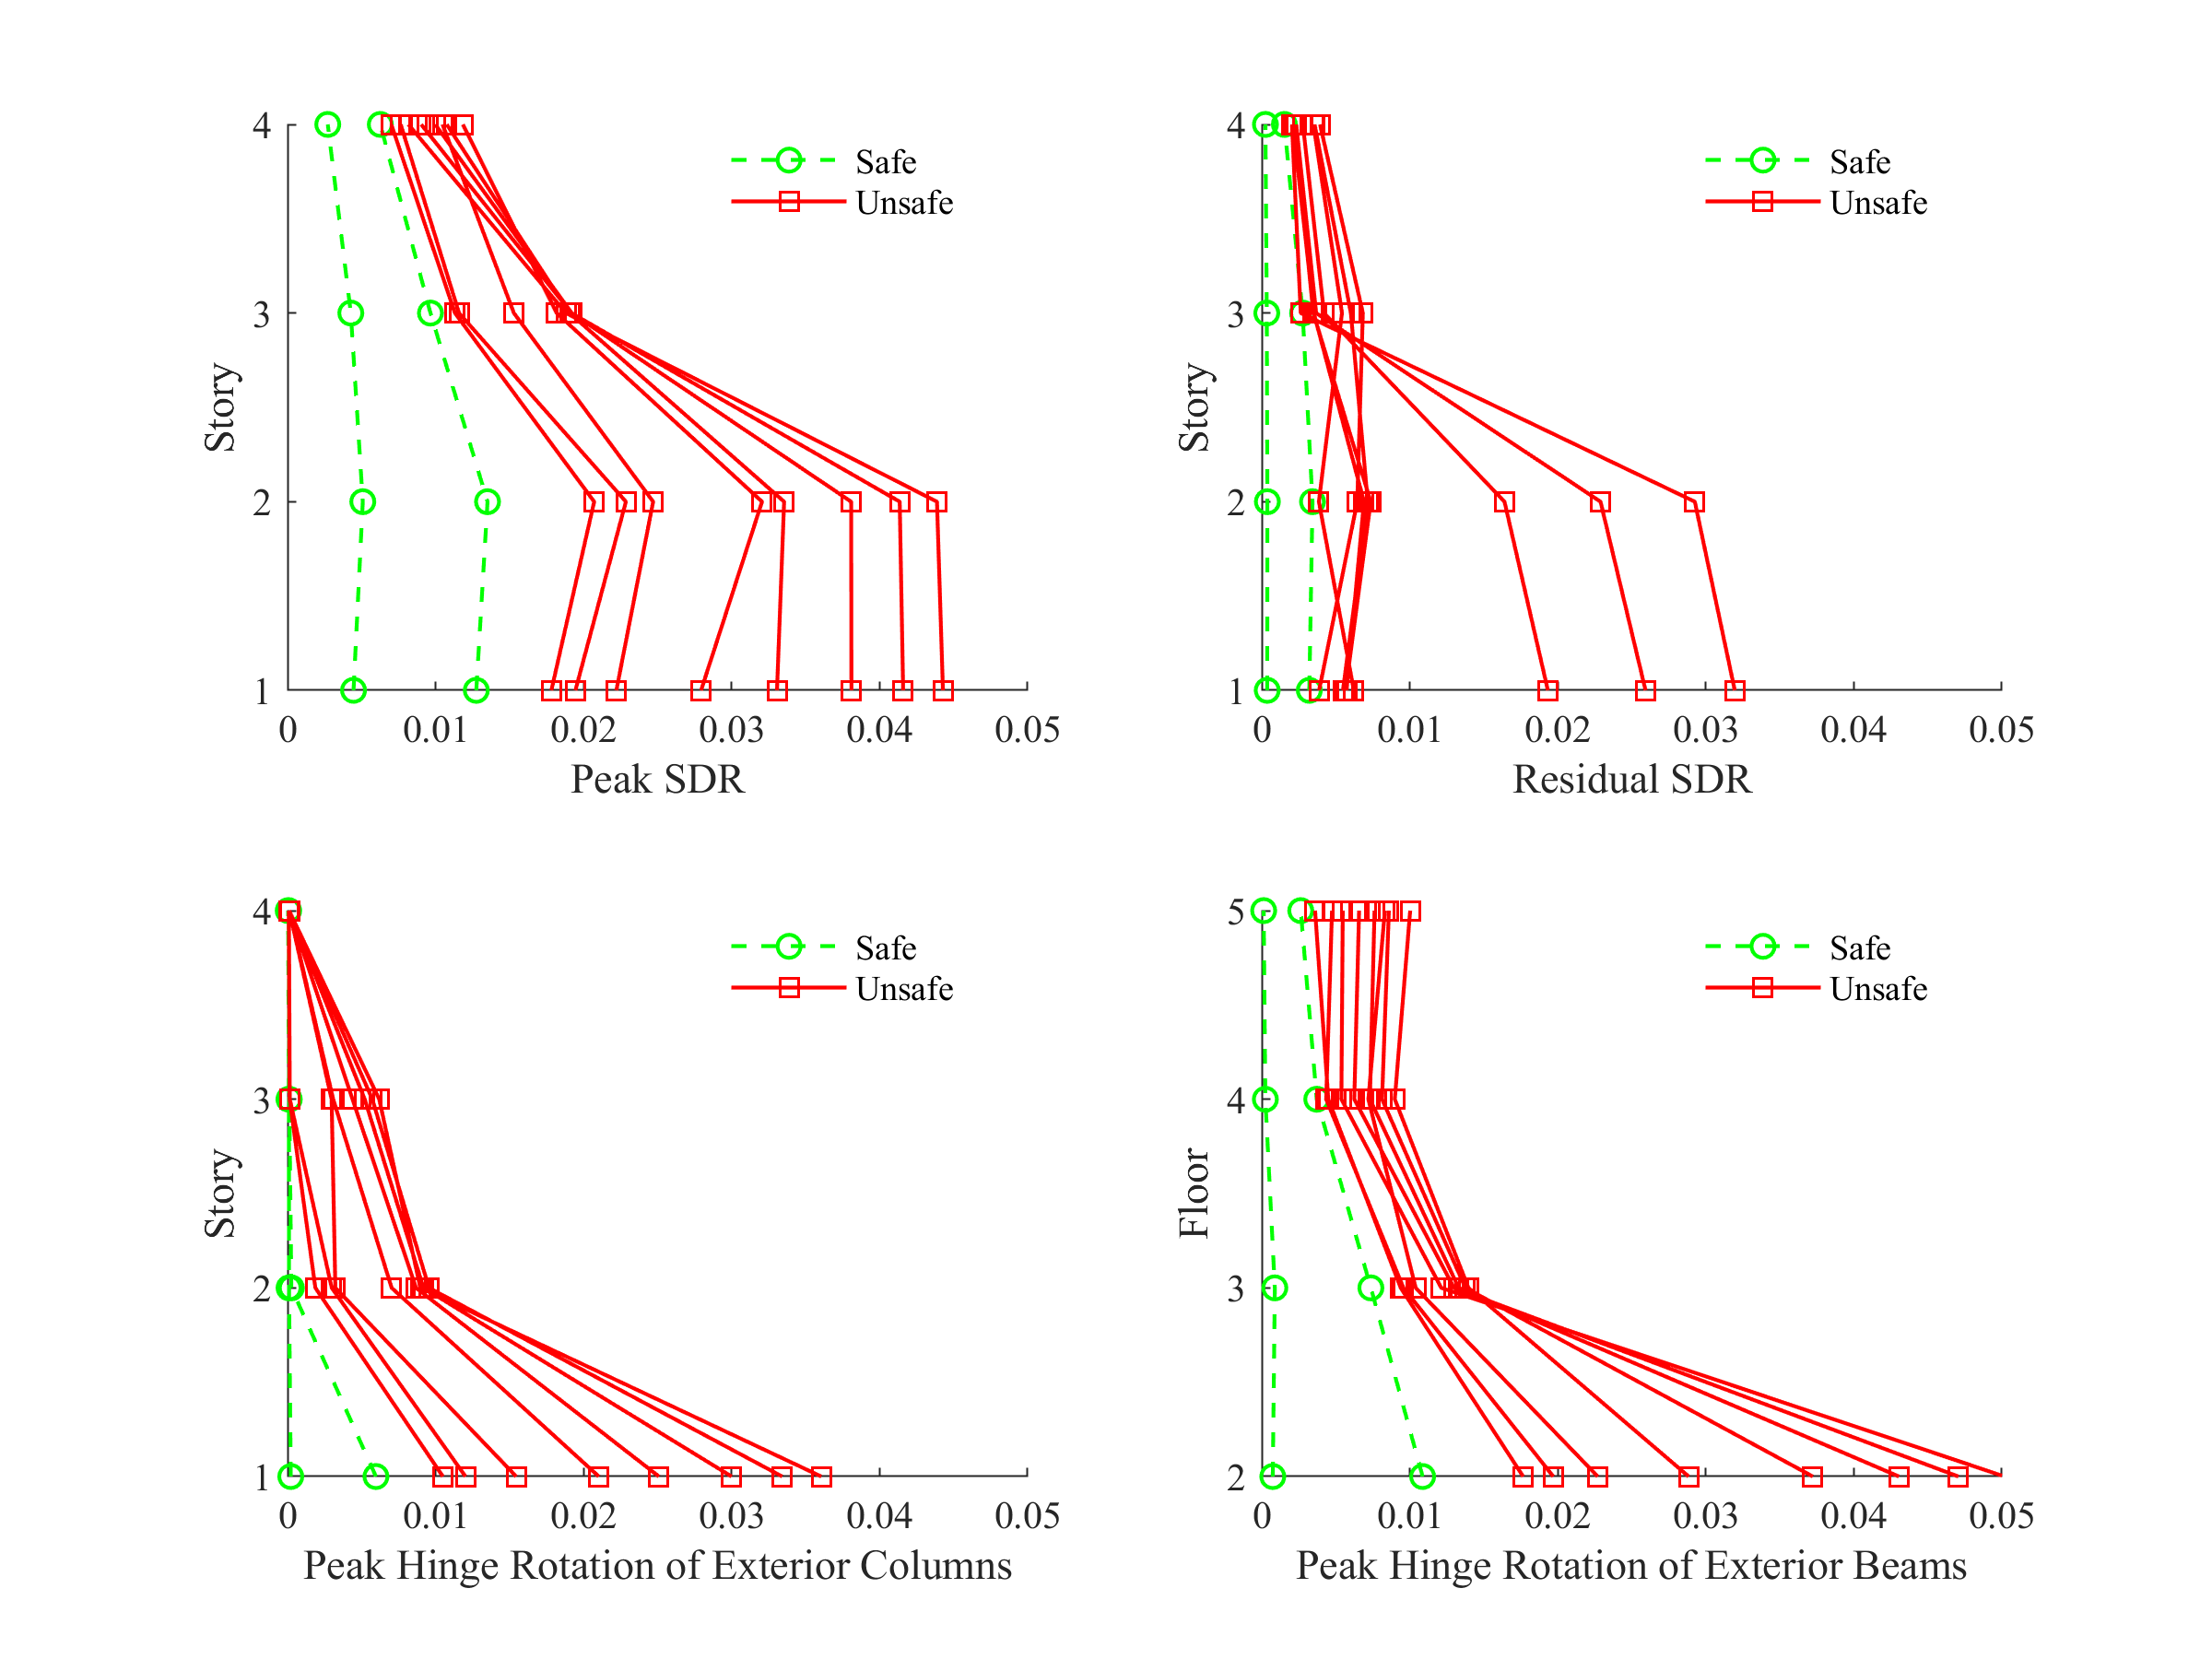 4
3
2
1
Story
0 0.01 0.02 0.03 0.04 0.05
Peak SDR
Safe
Unsafe
4
3
2
1
Story
0 0.01 0.02 0.03 0.04 0.05
Residual SDR
Safe
Unsafe
4
3
2
1
Story
0 0.01 0.02 0.03 0.04 0.05
Peak Hinge Rotation of Exterior Columns
Safe
Unsafe
5
4
3
2
Floor
0 0.01 0.02 0.03 0.04 0.05
Peak Hinge Rotation of Exterior Beams
Safe
Unsafe